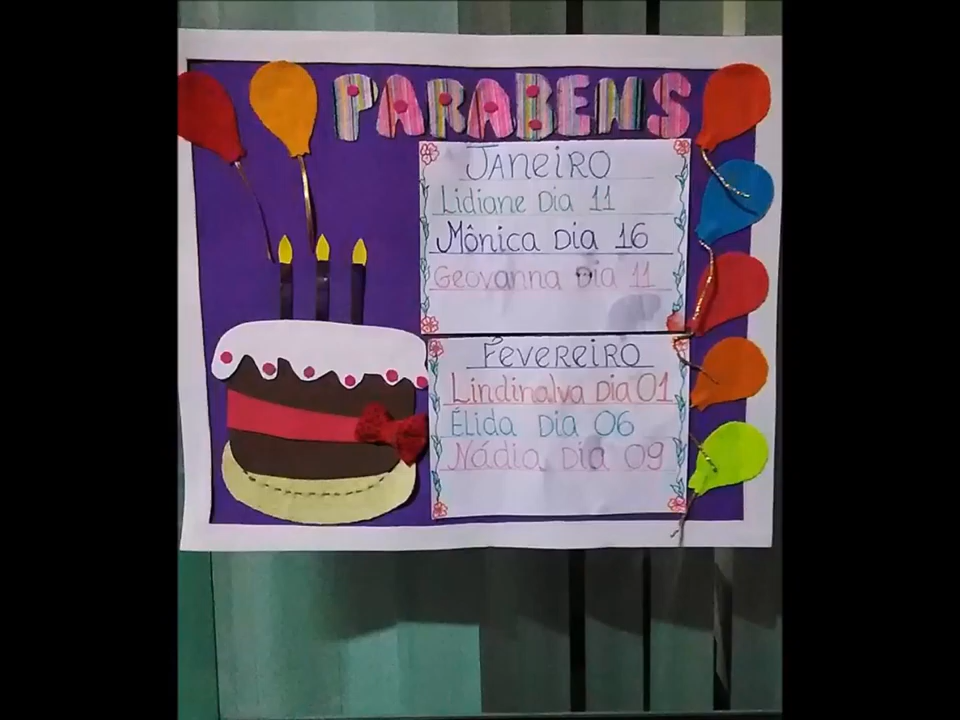 PARABENS
JANEIRO
Lidiane Dia 11
Mônica Dia 16
Geovanna Dia 11
FEVEREIRO
Lindinalva Dia 01
Élida Dia 06
Nádia Dia 09